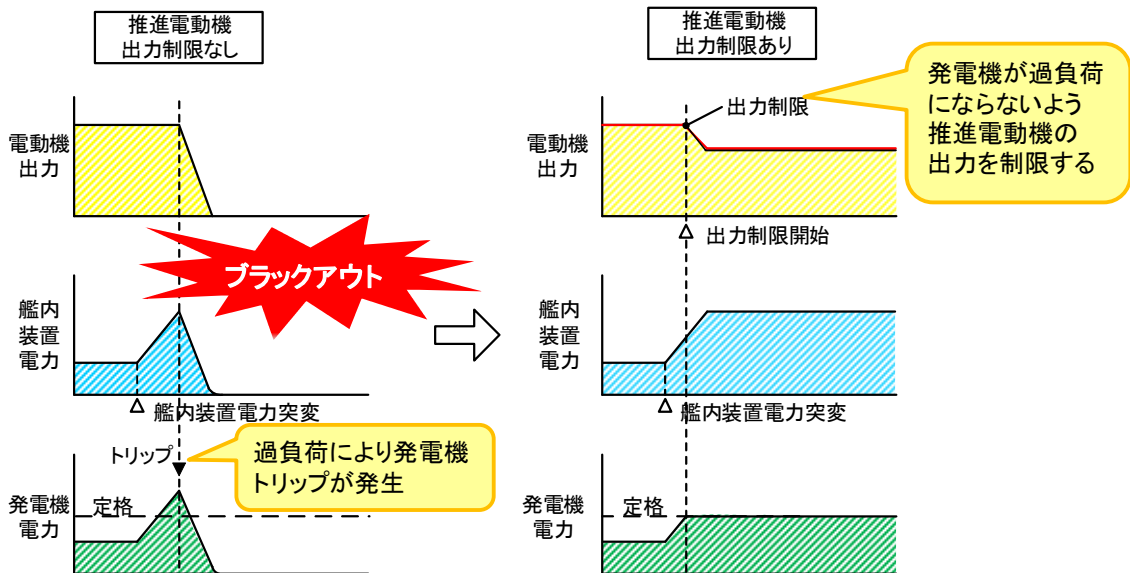 推進電動機
出力制限なし
電動機
出力
ブラックアウト
艦内
装置
電力
艦内装置電力突変
トリップ
過負荷により発電機
トリップが発生
発電機
電力
定格
推進電動機
出力制限あり
発電機が過負荷
にならないよう
推進電動機の
出力を制限する
出力制限
電動機
出力
出力制限開始
艦内
装置
電力
艦内装置電力突変
発電機
電力
定格